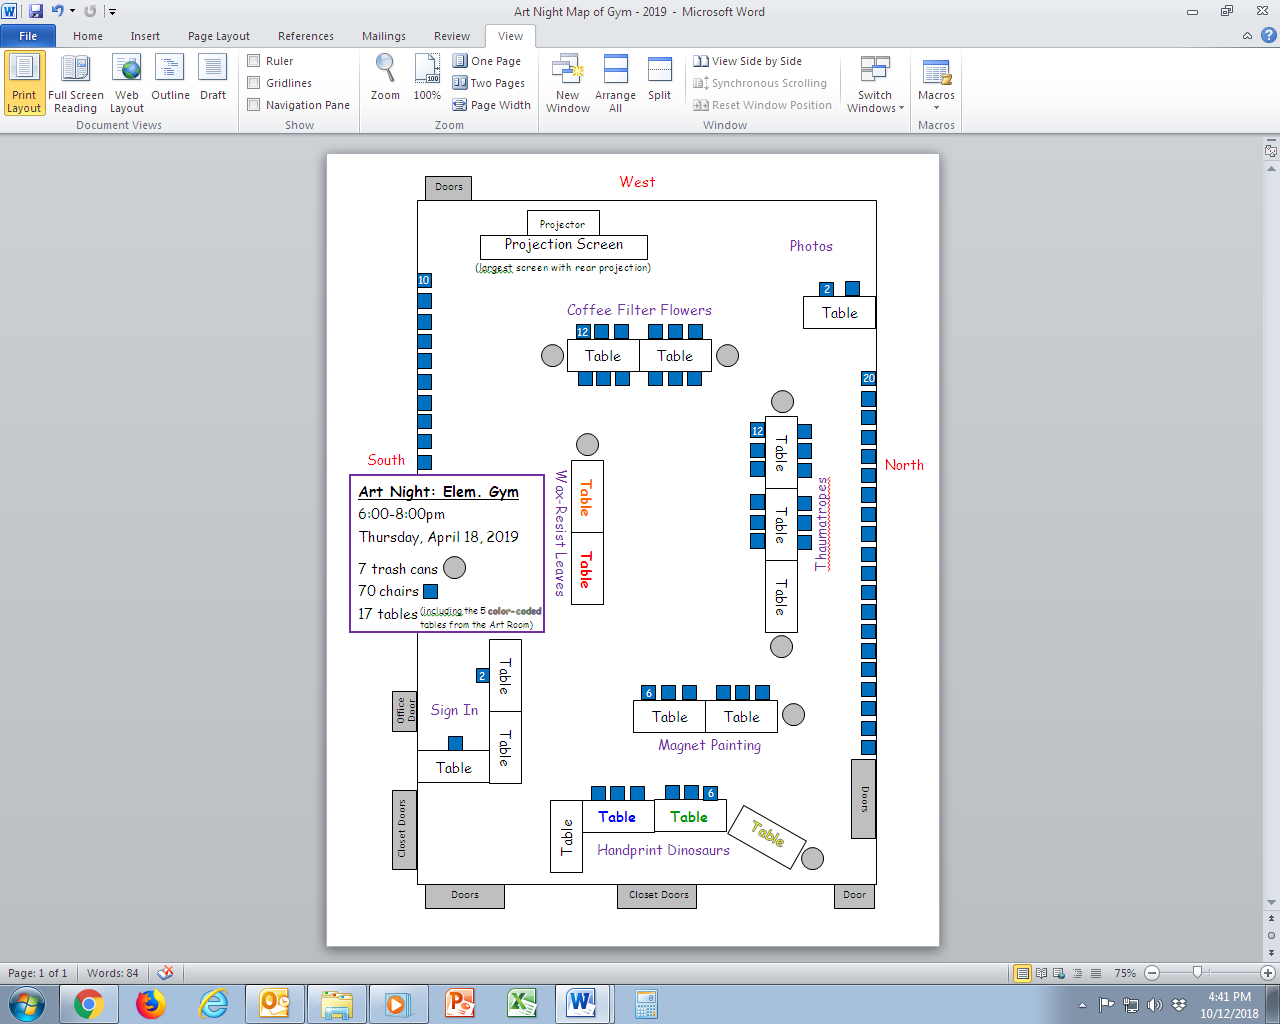 Art Night Map of Gym - 2019 - Microsoft Word
File Home Insert Page Layout References Mailings Review View
Print Layout
Full Screen Reading
Web Layout
Outline
Draft
Document Views
Ruler
Gridlines
Navigation Pane
Show
Zoom
100%
One Page
Two Pages
Page Width
Zoom
New Window
Arrange All
Split
View Side by Side
Synchronous Scrolling
Reset Window Position
Window
Switch Windows
Macros
Macros
West
Doors
Projector
Projection Screen
(largest screen with rear projection)
Photos
10
2
Table
Coffee Filter Flowers
12
Table Table
20
12
Table
Table
Table
Thaumatropes
South
North
Wax-Resist Leaves
Table
Table
Art Night: Elem. Gym
6:00-8:00pm
Thursday, April 18, 2019
7 trash cans
70 chairs
17 tables (including the 5 color-coded
tables from the Art Room)
2
Table
Table
Office Door
Sign In
Table
6
Table Table
Magnet Painting
Doors
Closet Doors
6
Table
Table Table
Table
Handprint Dinosaurs
Doors
Closet Doors
Door
Page: 1 of 1 Words: 84 75%
4:41 PM
10/12/2018